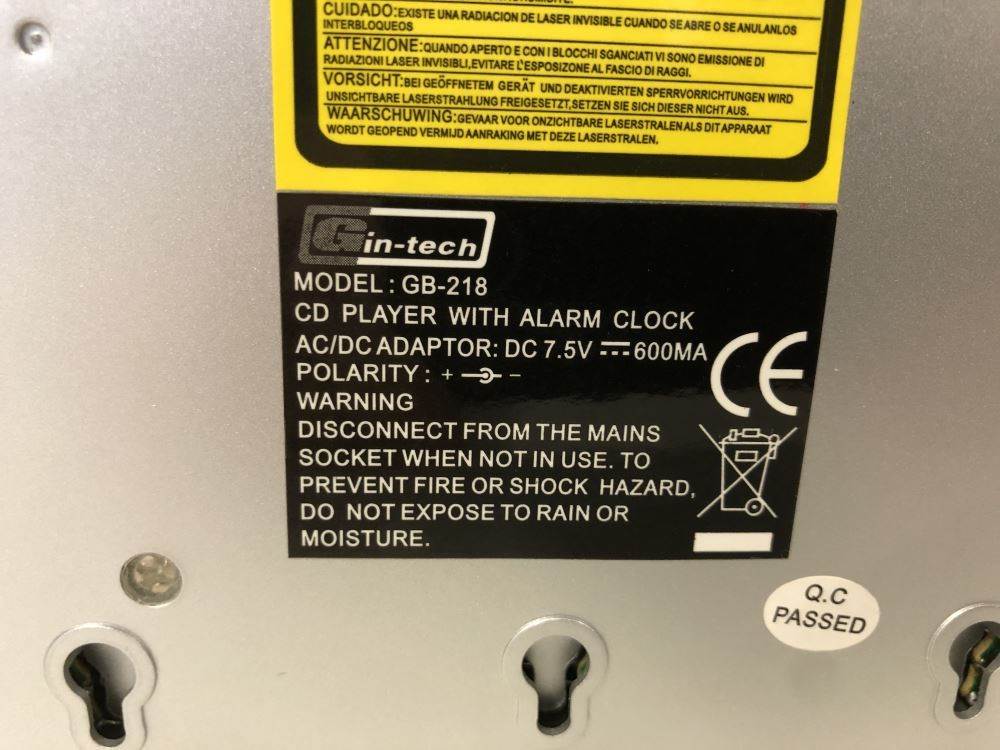 CUIDADO:EXISTE UNA RADIACION DE LASER INVISIBLE CUANDO SE ABRE O SE ANULANLOS
INTERBLOQUEOS
ATTENZIONE:QUANDO APERTO E CON I BLOCCHI SGANCIATI VI SONO EMISSIONE DI
RADIAZIONI LASER INVISIBLI,EVITARE L'ESPOSIZONE AL FASCIO DI RAGGI.
VORSICHT:BEI GEÖFFNETEM GERÄT UND DEAKTIVIERTEN SPERRVORRICHTUNGEN WIRD
UNSICHTBARE LASERSTRAHLUNG FREIGESETZT,SETZEN SIE SICH DIESER NICHT AUS.
WAARSCHUWING:GEVAAR VOOR ONZICHTBARE LASERSTRALEN ALS DIT APPARAAT
WORDT GEOPEND VERMIJD AANRAKING MET DEZE LASERSTRALEN.
Gin-tech
MODEL : GB-218
CD PLAYER WITH ALARM CLOCK
AC/DC ADAPTOR: DC 7.5V ⎓ 600MA
POLARITY : + -
CE
WARNING
DISCONNECT FROM THE MAINS
SOCKET WHEN NOT IN USE. TO
PREVENT FIRE OR SHOCK HAZARD,
DO NOT EXPOSE TO RAIN OR
MOISTURE.
Q.C
PASSED